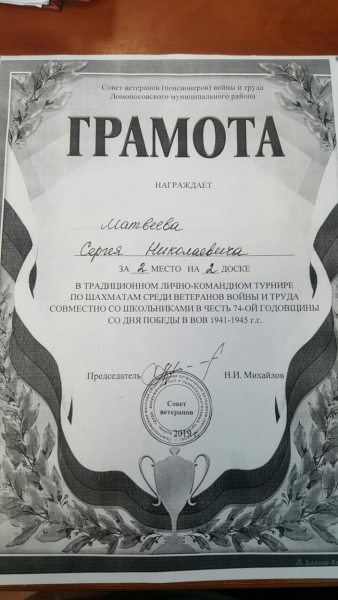 Совет ветеранов (пенсионеров) войны и труда
Ломоносовского муниципального района
ГРАМОТА
НАГРАЖДАЕТ
Матвеева
Сергея Николаевича
ЗА 2 МЕСТО НА 2 ДОСКЕ
В ТРАДИЦИОННОМ ЛИЧНО-КОМАНДНОМ ТУРНИРЕ
ПО ШАХМАТАМ СРЕДИ ВЕТЕРАНОВ ВОЙНЫ И ТРУДА
СОВМЕСТНО СО ШКОЛЬНИКАМИ В ЧЕСТЬ 74-ОЙ ГОДОВЩИНЫ
СО ДНЯ ПОБЕДЫ В ВОВ 1941-1945 г.г.
Председатель Н.И. Михайлов
Совет
ветеранов
2019 г.